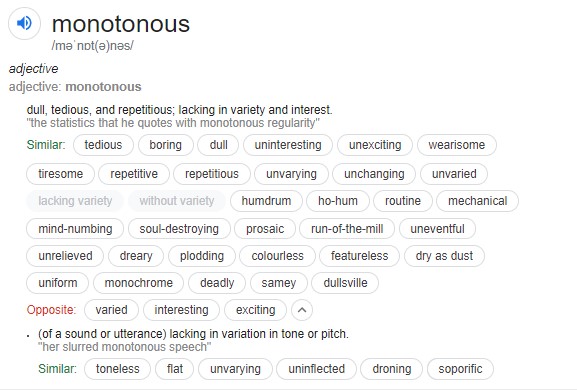 monotonous
/məˈnɒt(ə)nəs/
adjective
adjective: monotonous
dull, tedious, and repetitious; lacking in variety and interest.
"the statistics that he quotes with monotonous regularity"
Similar: tedious boring dull uninteresting unexciting wearisome
tiresome repetitive repetitious unvarying unchanging unvaried
lacking variety without variety humdrum ho-hum routine mechanical
mind-numbing soul-destroying prosaic run-of-the-mill uneventful
unrelieved dreary plodding colourless featureless dry as dust
uniform monochrome deadly samey dullsville
Opposite: varied interesting exciting
• (of a sound or utterance) lacking in variation in tone or pitch.
"her slurred monotonous speech"
Similar: toneless flat unvarying uninflected droning soporific